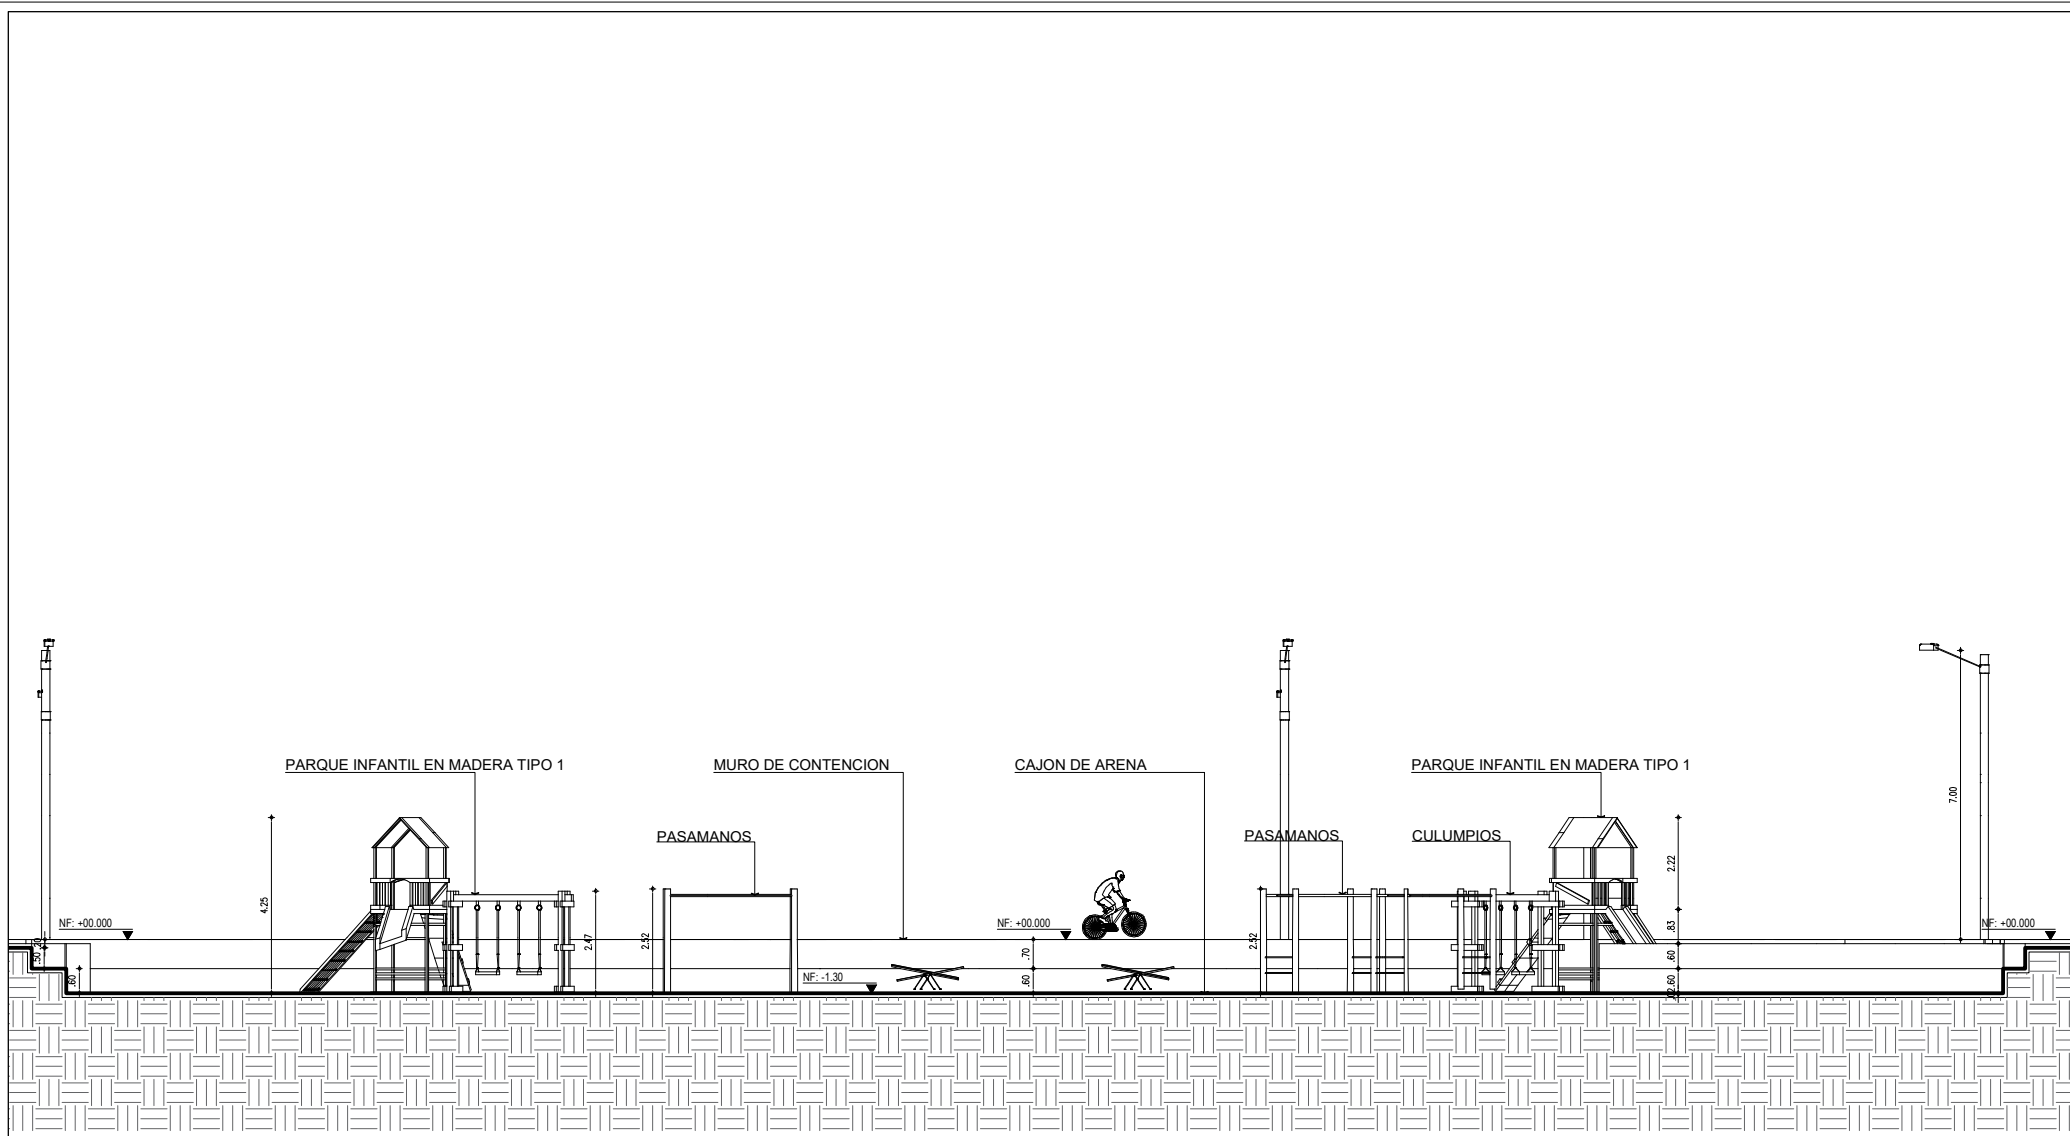 PARQUE INFANTIL EN MADERA TIPO 1
MURO DE CONTENCION
CAJON DE ARENA
PARQUE INFANTIL EN MADERA TIPO 1
7.00
PASAMANOS
PASAMANOS
CULUMPIOS
2.22
4.25
NF: +00.000
NF: +00.000
.83
NF: +00.000
.20
.50
2.47
2.52
2.52
.70
.60
.60
NF: -1.30
.60
.60